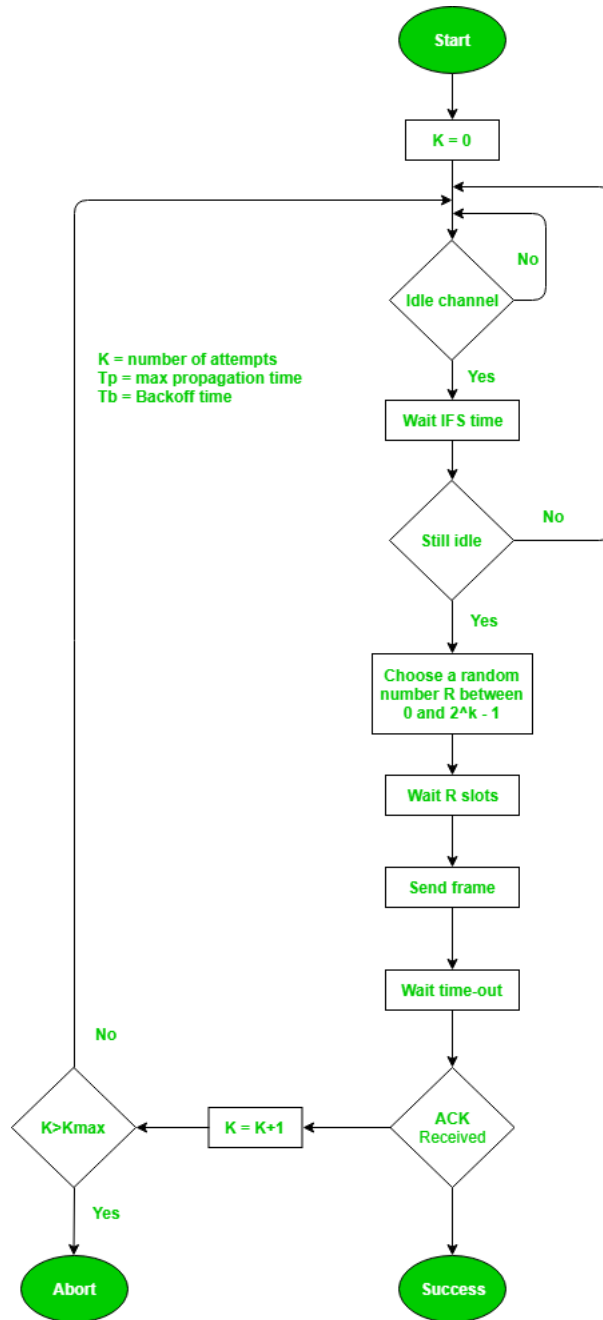 Start
K = 0
No
Idle channel
K = number of attempts
Tp = max propagation time
Tb = Backoff time
Yes
Wait IFS time
No
Still idle
Yes
Choose a random
number R between
0 and 2^k - 1
Wait R slots
Send frame
Wait time-out
No
K>Kmax
K = K+1
ACK
Received
Yes
Abort
Success